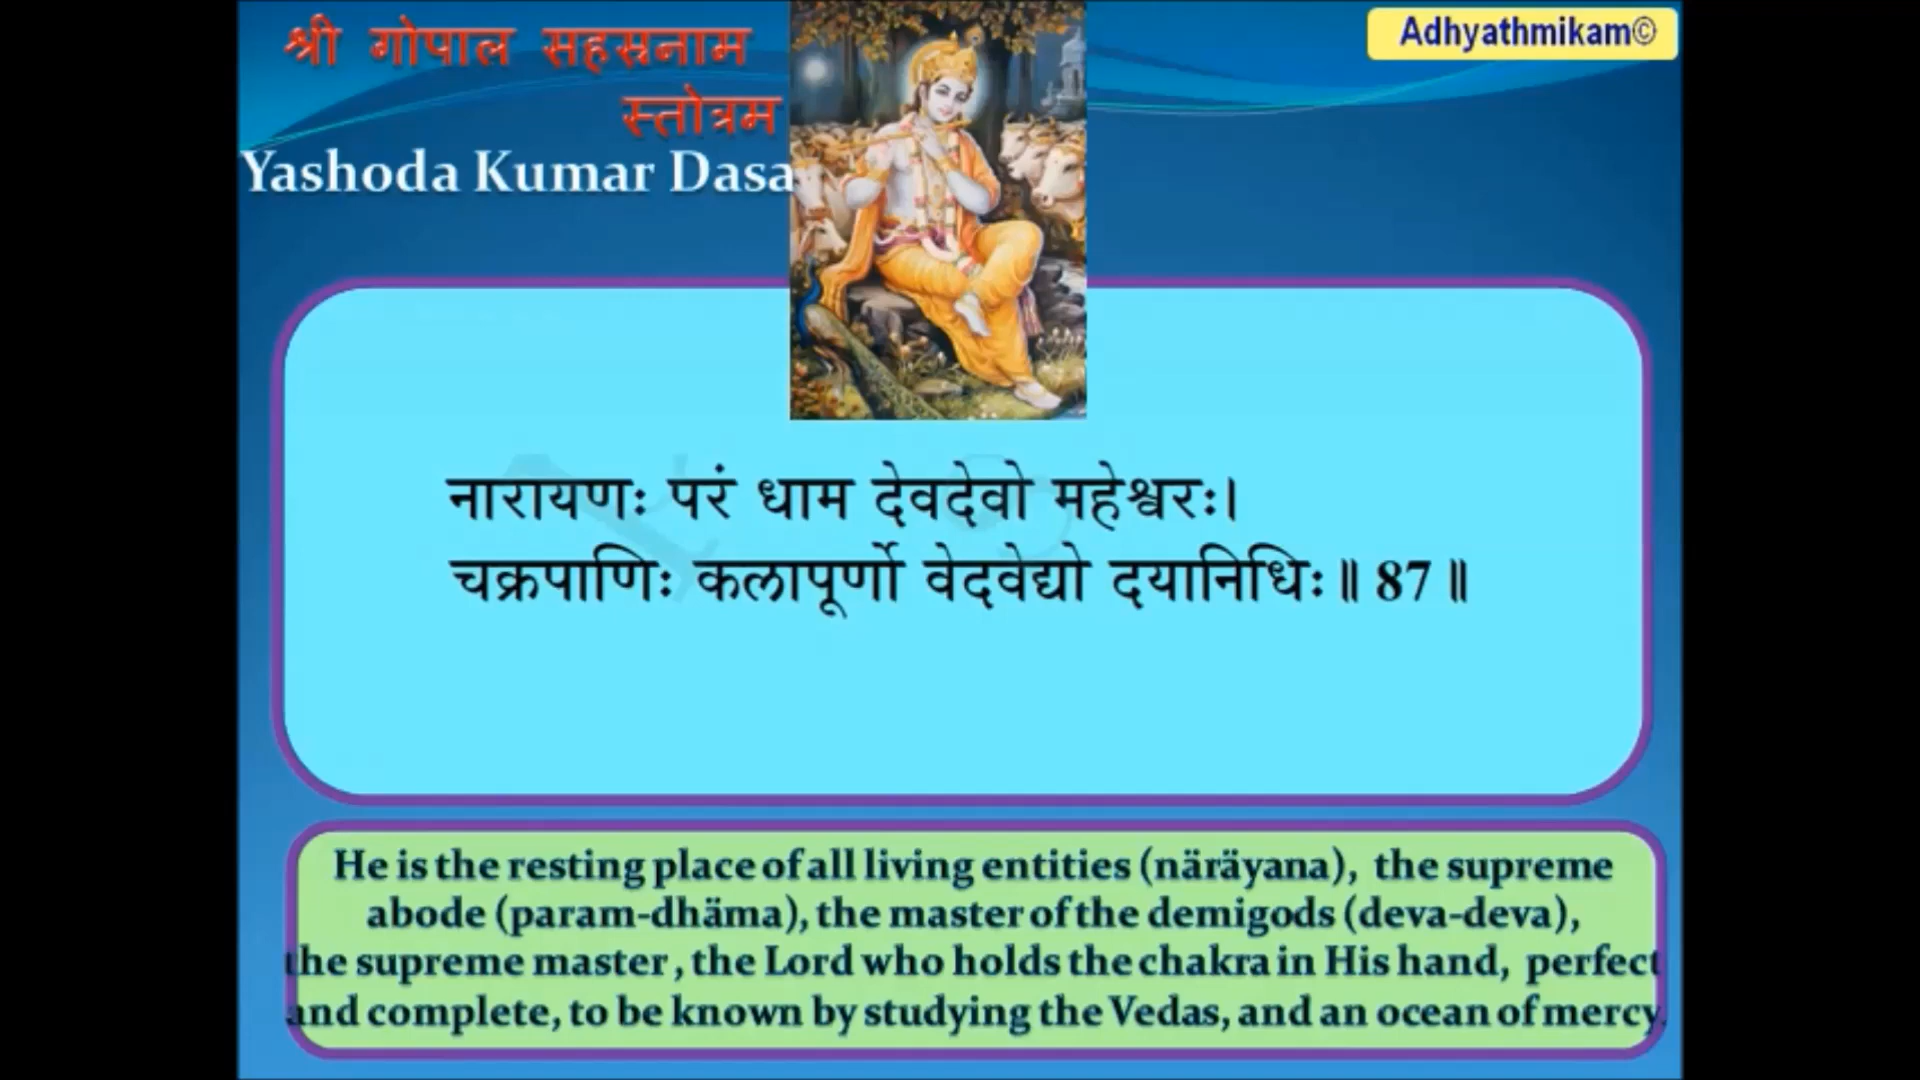 श्री गोपाल सहस्रनाम
स्तोत्रम
Yashoda Kumar Dasa
Adhyathmikam©
नारायणः परं धाम देवदेवो महेश्वरः।
चक्रपाणिः कलापूर्णो वेदवेद्यो दयानिधिः॥ 87॥
He is the resting place of all living entities (näräyana), the supreme
abode (param-dhäma), the master of the demigods (deva-deva),
the supreme master, the Lord who holds the chakra in His hand, perfect
and complete, to be known by studying the Vedas, and an ocean of mercy.